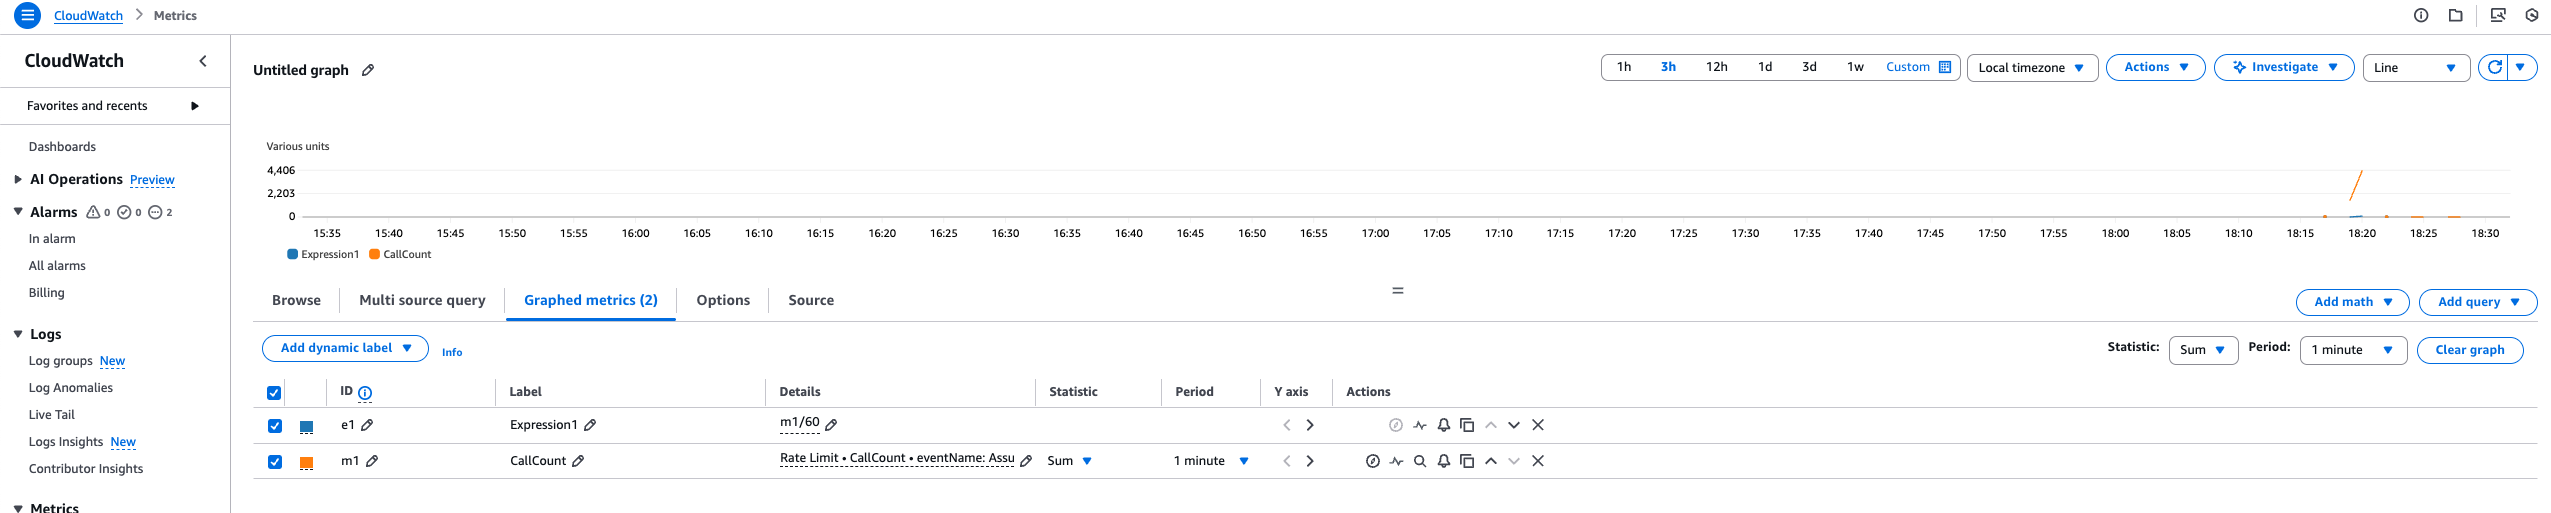 CloudWatch > Metrics
CloudWatch
Favorites and recents
Dashboards
AI Operations Preview
Alarms 0 0 2
In alarm
All alarms
Billing
Logs
Log groups New
Log Anomalies
Live Tail
Logs Insights New
Contributor Insights
Metrics
Untitled graph
1h 3h 12h 1d 3d 1w Custom Local timezone Actions Investigate Line
Various units
4,406
2,203
0
15:35 15:40 15:45 15:50 15:55 16:00 16:05 16:10 16:15 16:20 16:25 16:30 16:35 16:40 16:45 16:50 16:55 17:00 17:05 17:10 17:15 17:20 17:25 17:30 17:35 17:40 17:45 17:50 17:55 18:00 18:05 18:10 18:15 18:20 18:25 18:30
Expression1 CallCount
Browse Multi source query Graphed metrics (2) Options Source Add math Add query
Add dynamic label Info Statistic: Sum Period: 1 minute Clear graph
ID Label Details Statistic Period Y axis Actions
e1 Expression1 m1/60
m1 CallCount Rate Limit • CallCount • eventName: Assu Sum 1 minute